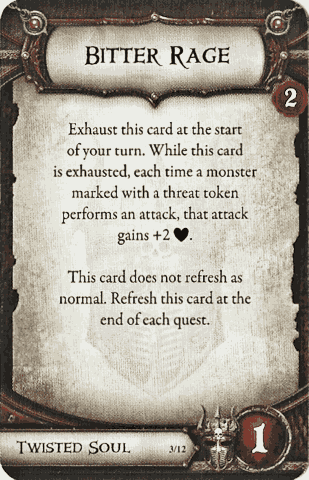 BITTER RAGE
2
Exhaust this card at the start
of your turn. While this card
is exhausted, each time a monster
marked with a threat token
performs an attack, that attack
gains +2 ♥.
This card does not refresh as
normal. Refresh this card at the
end of each quest.
TWISTED SOUL
3/12
1